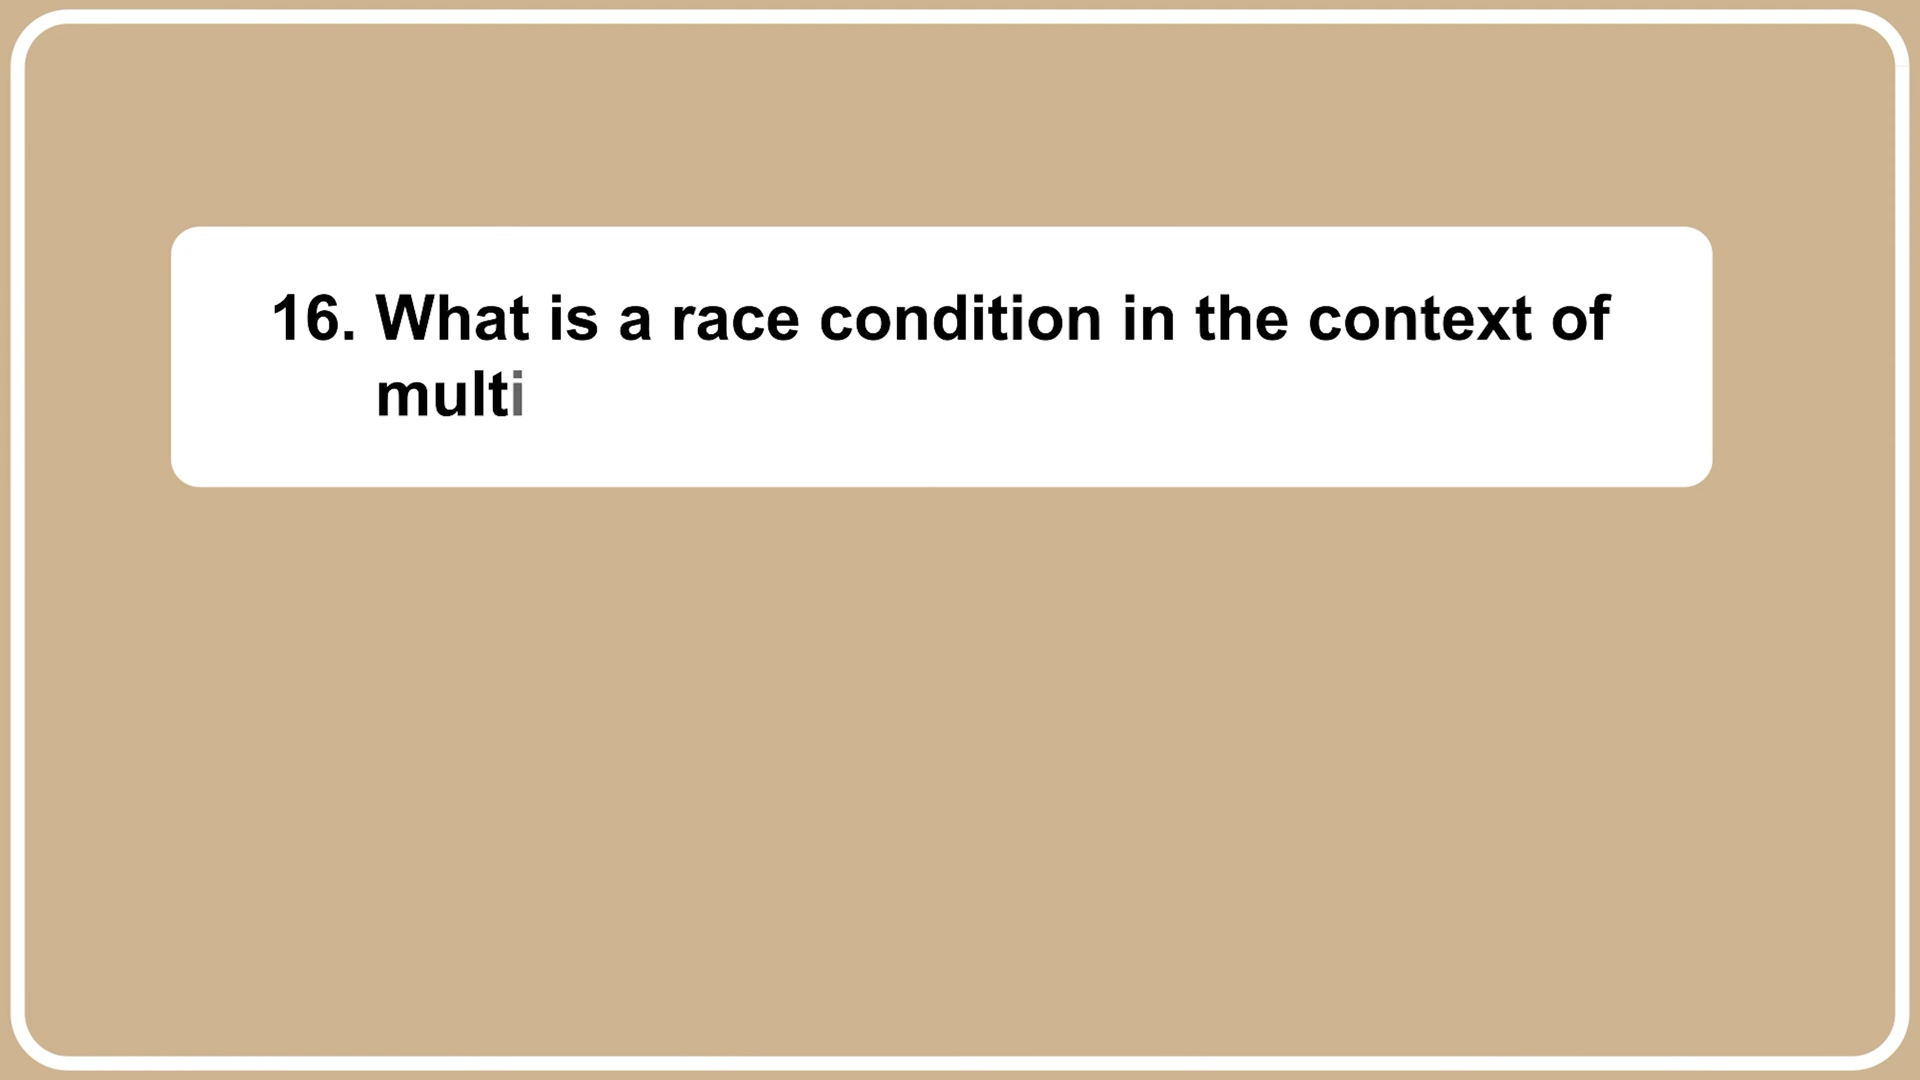 16. What is a race condition in the context of
multi